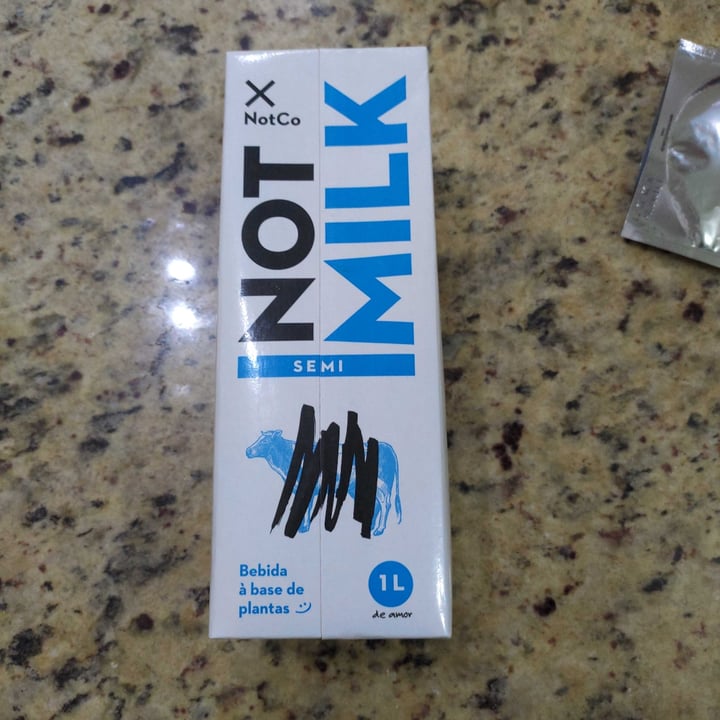 NotCo
NOT
MILK
SEMI
Bebida
à base de
plantas
1L
de amor